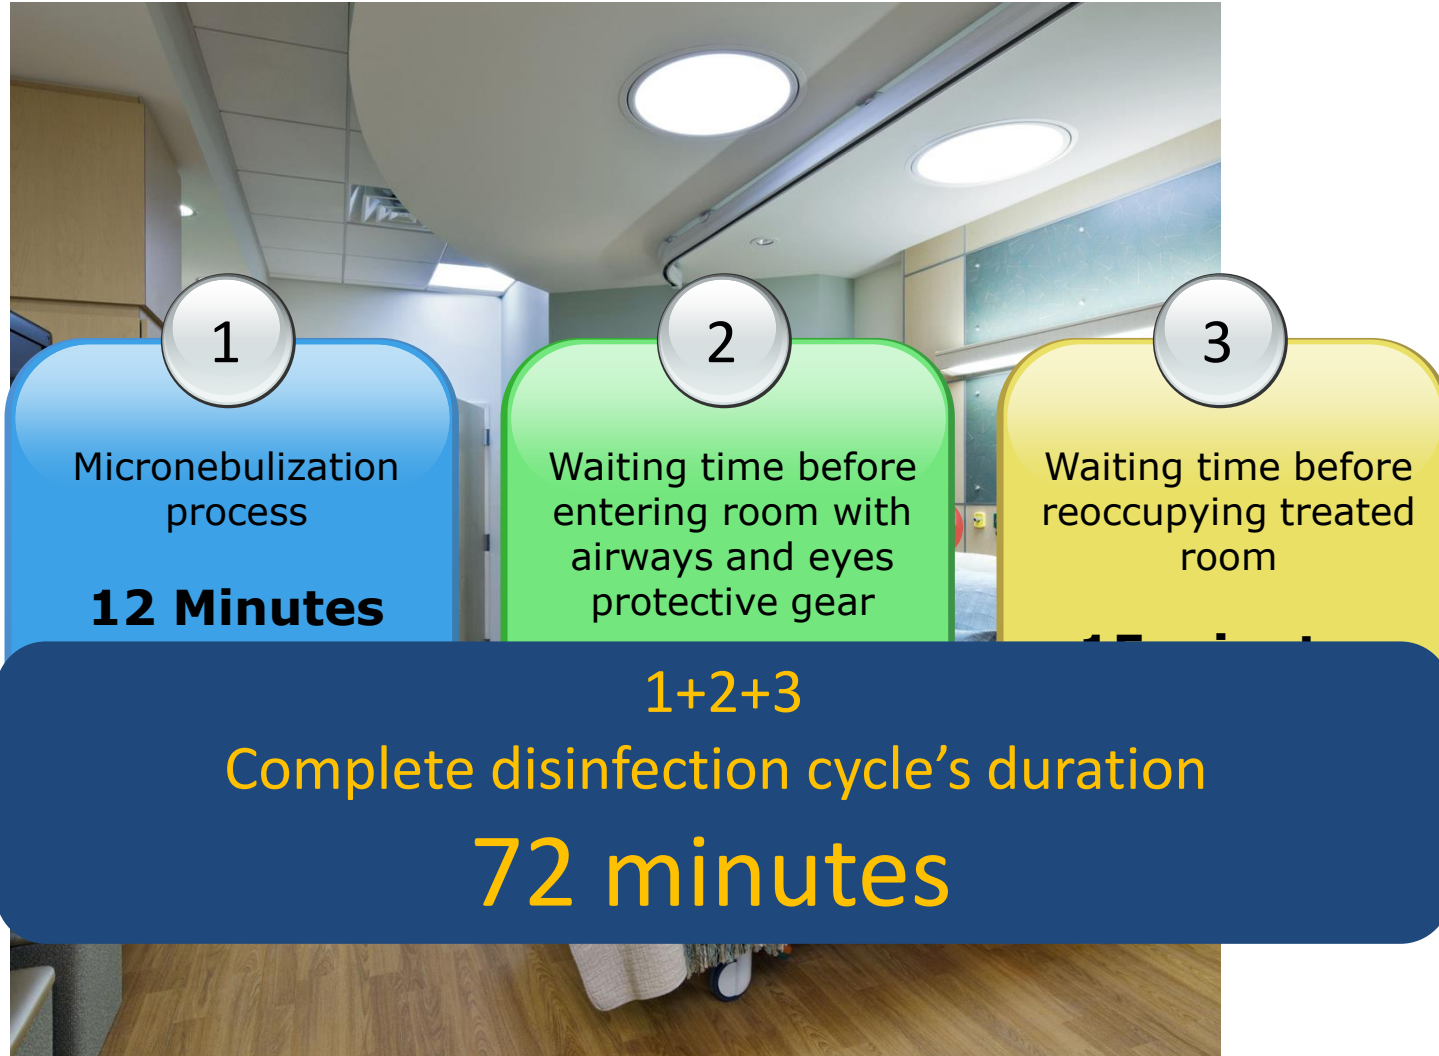 1
Micronebulization
process
12 Minutes
2
Waiting time before
entering room with
airways and eyes
protective gear
3
Waiting time before
reoccupying treated
room
1+2+3
Complete disinfection cycle’s duration
72 minutes